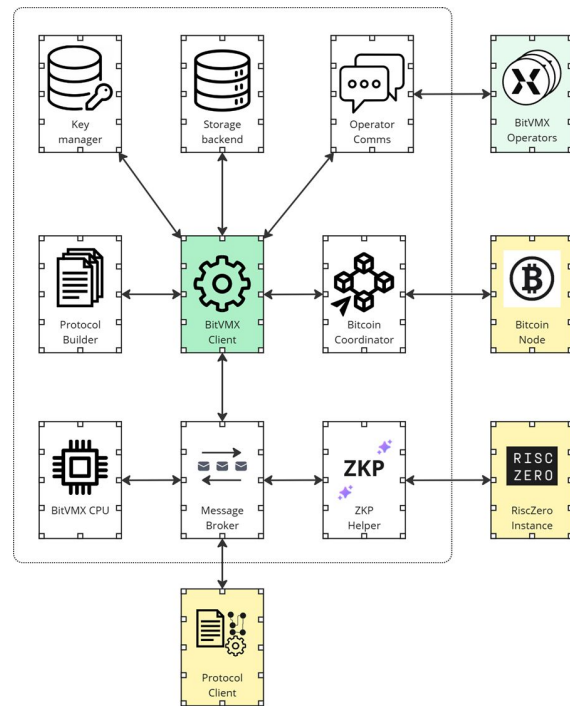 Key
manager
Storage
backend
Operator
Comms
BitVMX
Operators
Protocol
Builder
BitVMX
Client
Bitcoin
Coordinator
Bitcoin
Node
BitVMX CPU
Message
Broker
ZKP
ZKP
Helper
RISC
ZERO
RiscZero
Instance
Protocol
Client